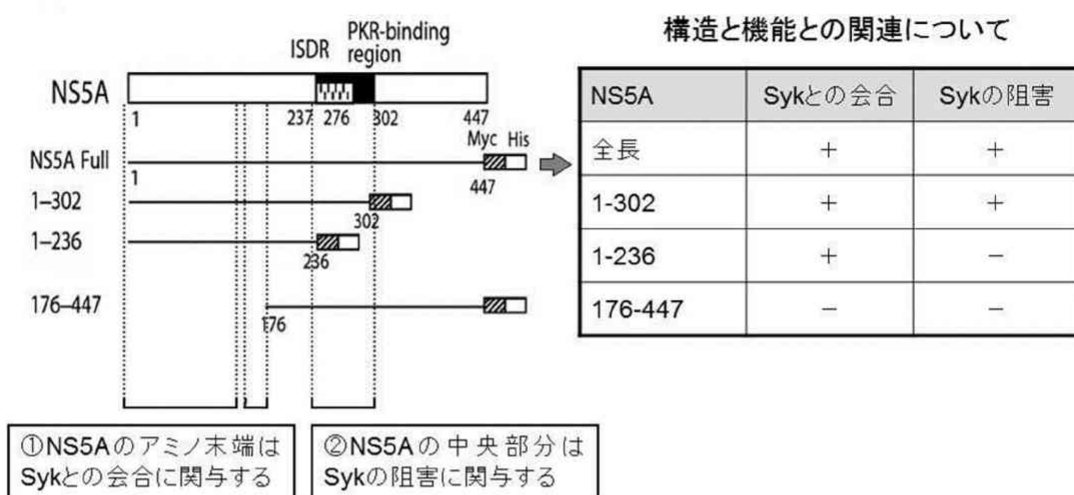 構造と機能との関連について
ISDR
PKR-binding
region
NS5A
1
237
276
302
447
Myc His
NS5A Full
1
447
1–302
302
1–236
236
176–447
176
NS5A Sykとの会合 Sykの阻害
全長 + +
1-302 + +
1-236 + −
176-447 − −
①NS5Aのアミノ末端は
Sykとの会合に関与する
②NS5Aの中央部分は
Sykの阻害に関与する